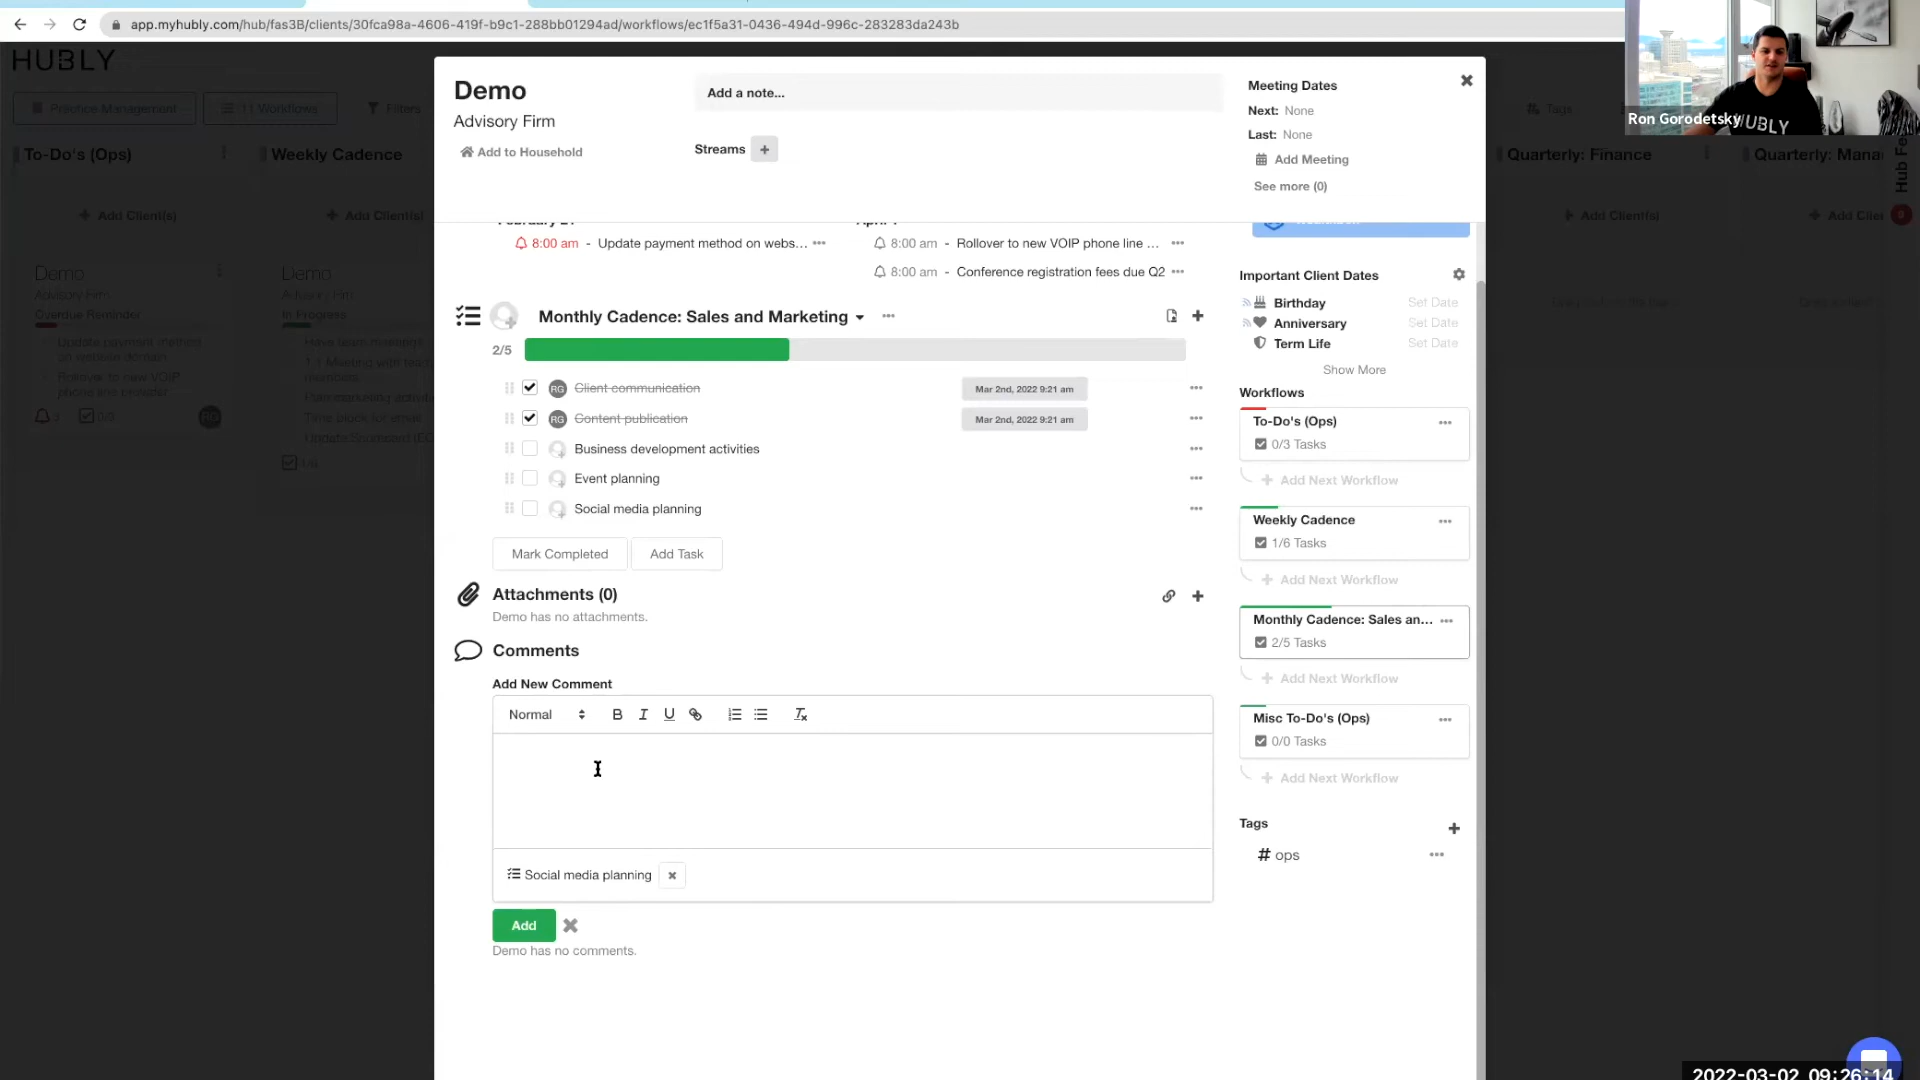 app.myhubly.com/hub/fas3B/clients/30fca98a-4606-419f-b9c1-288bb01294ad/workflows/ec1f5a31-0436-494d-996c-283283da243b
HUBLY
Practice Management
11 Workflows
Filters
Tags
To-Do's (Ops)
Weekly Cadence
Quarterly: Finance
Quarterly: Mana
Hub Fe
+ Add Client(s)
+ Add Client(s)
+ Add Client(s)
+ Add Clie
Demo
Advisory Firm
Overdue Reminder
Update payment method on website domain
Rollover to new VOIP phone line provider
3
0/3
RG
Demo
Advisory Firm
In Progress
Have team meetings
1-1 Meeting with team
Plan marketing activiti
Time block for email
1/6
Demo
Advisory Firm
Add to Household
Add a note...
Streams +
Meeting Dates
Next: None
Last: None
Add Meeting
See more (0)
8:00 am - Update payment method on webs... •••
8:00 am - Rollover to new VOIP phone line ... •••
8:00 am - Conference registration fees due Q2 •••
Monthly Cadence: Sales and Marketing •••
2/5
RG Client communication Mar 2nd, 2022 9:21 am •••
RG Content publication Mar 2nd, 2022 9:21 am •••
Business development activities •••
Event planning •••
Social media planning •••
Mark Completed
Add Task
Attachments (0)
Demo has no attachments.
Comments
Add New Comment
Normal B I U
Social media planning
Add
Demo has no comments.
Important Client Dates
Birthday Set Date
Anniversary Set Date
Term Life Set Date
Show More
Workflows
To-Do's (Ops) •••
0/3 Tasks
+ Add Next Workflow
Weekly Cadence •••
1/6 Tasks
+ Add Next Workflow
Monthly Cadence: Sales an... •••
2/5 Tasks
+ Add Next Workflow
Misc To-Do's (Ops) •••
0/0 Tasks
+ Add Next Workflow
Tags +
# ops •••
Ron Gorodetsky
HUBLY
2022-03-02 09:26:14